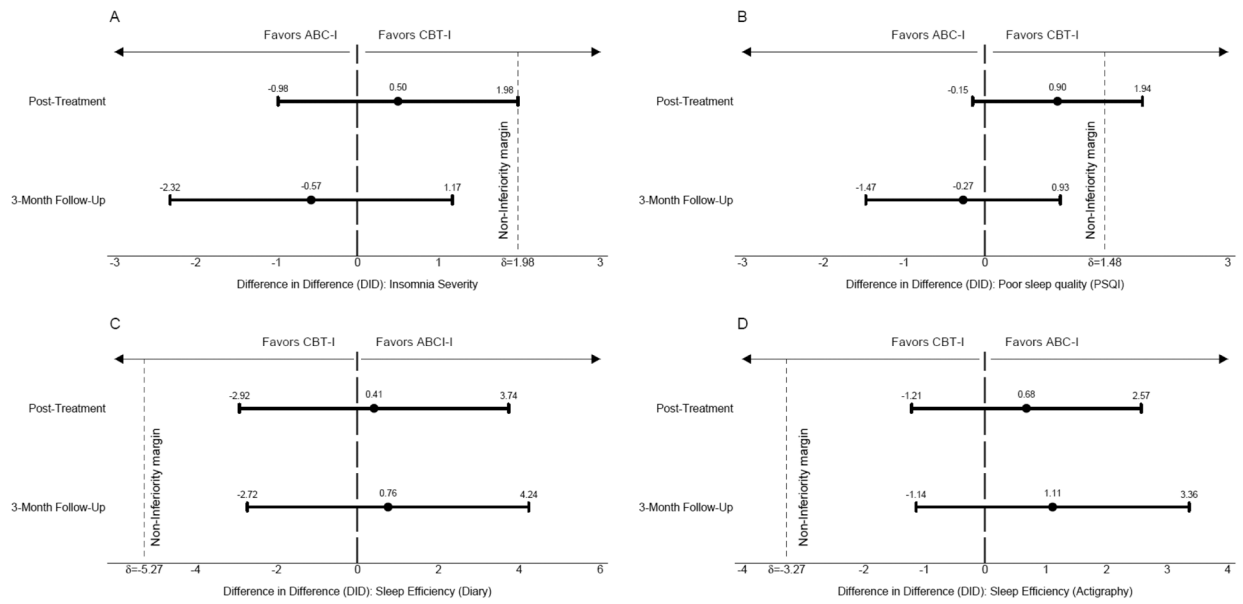 A
Favors ABC-I
Favors CBT-I
Post-Treatment
-0.98
0.50
1.98
3-Month Follow-Up
-2.32
-0.57
1.17
Non-Inferiority margin
-3
-2
-1
0
1
δ=1.98
3
Difference in Difference (DID): Insomnia Severity
B
Favors ABC-I
Favors CBT-I
Post-Treatment
-0.15
0.90
1.94
3-Month Follow-Up
-1.47
-0.27
0.93
Non-Inferiority margin
-3
-2
-1
0
δ=1.48
3
Difference in Difference (DID): Poor sleep quality (PSQI)
C
Favors CBT-I
Favors ABCI-I
Post-Treatment
-2.92
0.41
3.74
3-Month Follow-Up
-2.72
0.76
4.24
Non-Inferiority margin
δ=-5.27
-4
-2
0
2
4
6
Difference in Difference (DID): Sleep Efficiency (Diary)
D
Favors CBT-I
Favors ABC-I
Post-Treatment
-1.21
0.68
2.57
3-Month Follow-Up
-1.14
1.11
3.36
Non-Inferiority margin
-4
δ=-3.27
-2
-1
0
1
2
3
4
Difference in Difference (DID): Sleep Efficiency (Actigraphy)